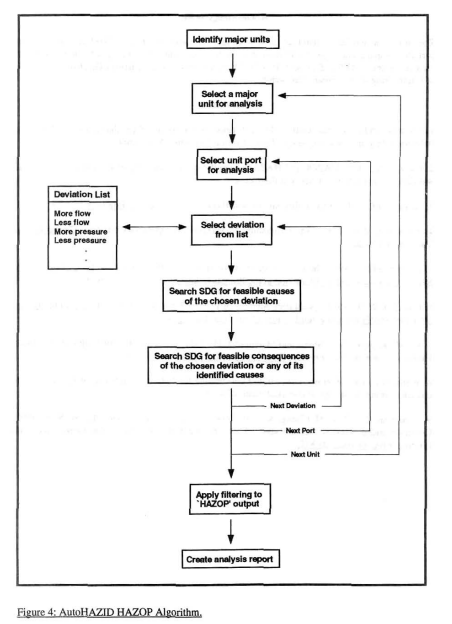 Identify major units
Select a major
unit for analysis
Select unit port
for analysis
Deviation List
More flow
Less flow
More pressure
Less pressure
.
.
Select deviation
from list
Search SDG for feasible causes
of the chosen deviation
Search SDG for feasible consequences
of the chosen deviation or any of its
identified causes
Next Deviation
Next Port
Next Unit
Apply filtering to
`HAZOP' output
Create analysis report
Figure 4: AutoHAZID HAZOP Algorithm.